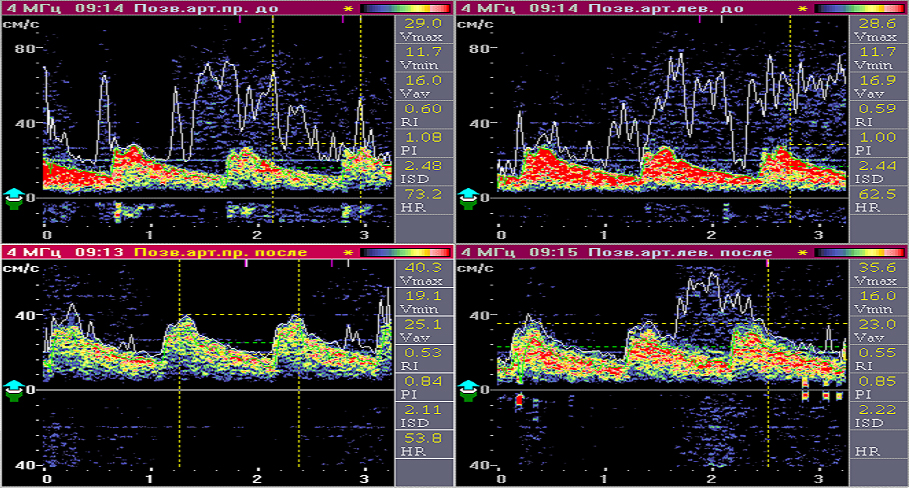 4 МГц 09:14 Позв.арт.пр. до *
см/с
80
40
0
0 1 2 3
29.0
Vmax
11.7
Vmin
16.0
Vav
0.60
RI
1.08
PI
2.48
ISD
73.2
HR
4 МГц 09:14 Позв.арт.лев. до *
см/с
80
40
0
0 1 2 3
28.6
Vmax
11.7
Vmin
16.9
Vav
0.59
RI
1.00
PI
2.44
ISD
62.5
HR
4 МГц 09:13 Позв.арт.пр. после *
см/с
40
0
40
0 1 2 3
40.3
Vmax
19.1
Vmin
25.1
Vav
0.53
RI
0.84
PI
2.11
ISD
53.8
HR
4 МГц 09:15 Позв.арт.лев. после *
см/с
40
0
40
0 1 2 3
35.6
Vmax
16.0
Vmin
23.0
Vav
0.55
RI
0.85
PI
2.22
ISD
HR